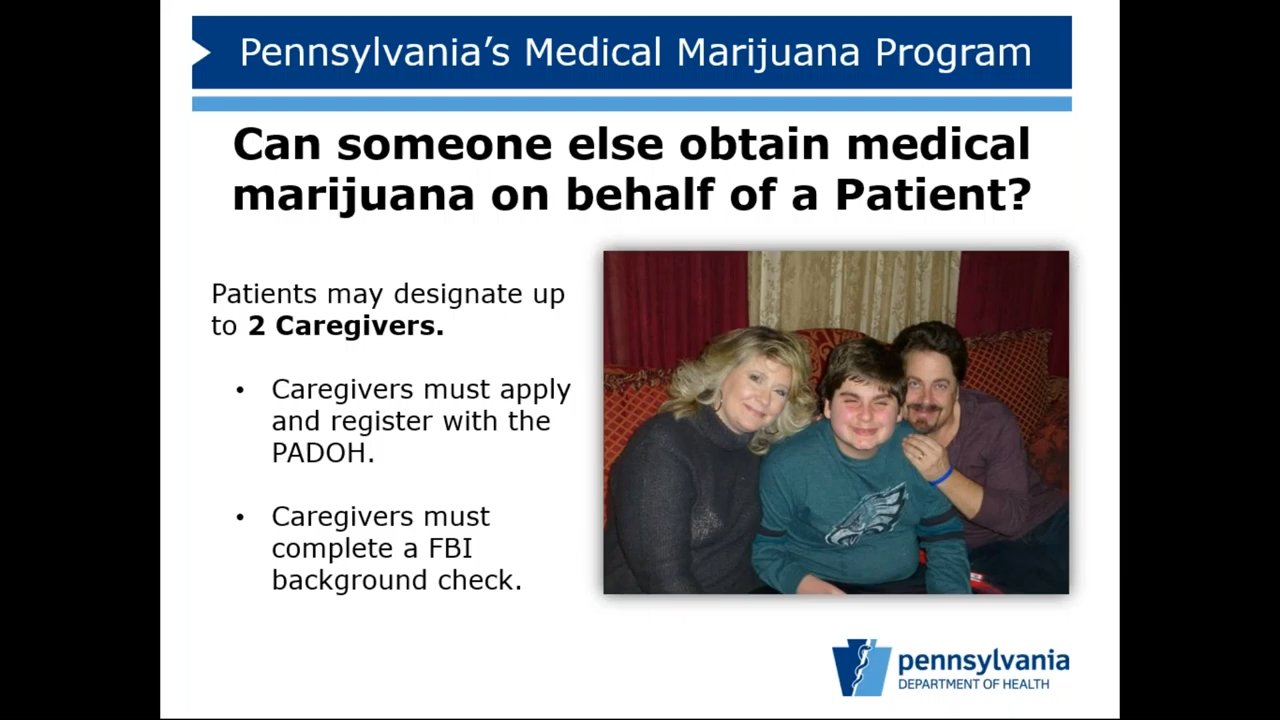 Pennsylvania’s Medical Marijuana Program
Can someone else obtain medical
marijuana on behalf of a Patient?
Patients may designate up
to 2 Caregivers.
• Caregivers must apply
and register with the
PADOH.
• Caregivers must
complete a FBI
background check.
pennsylvania
DEPARTMENT OF HEALTH